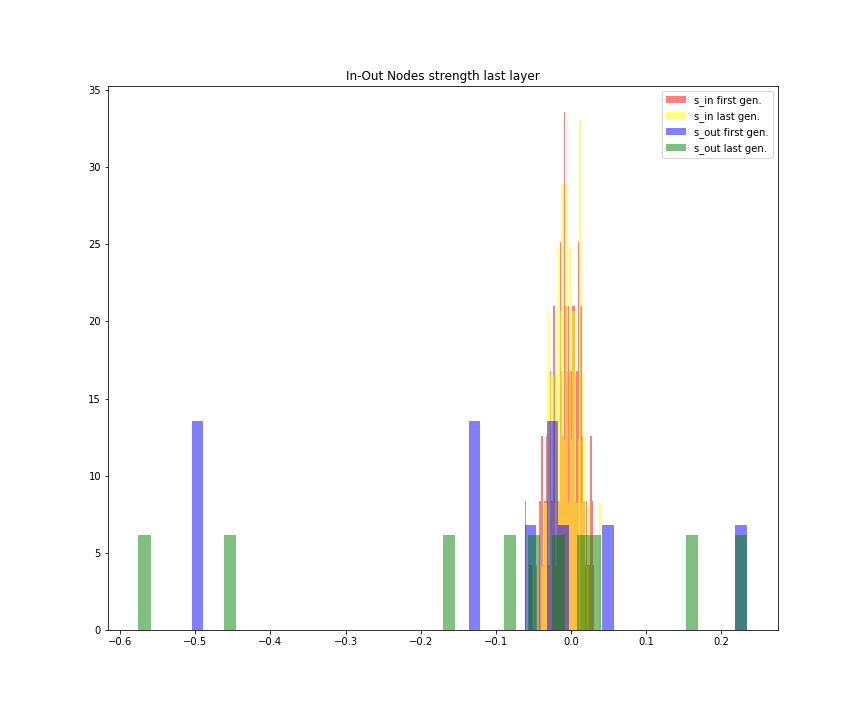 In-Out Nodes strength last layer
35
30
25
20
15
10
5
0
s_in first gen.
s_in last gen.
s_out first gen.
s_out last gen.
−0.6 −0.5 −0.4 −0.3 −0.2 −0.1 0.0 0.1 0.2